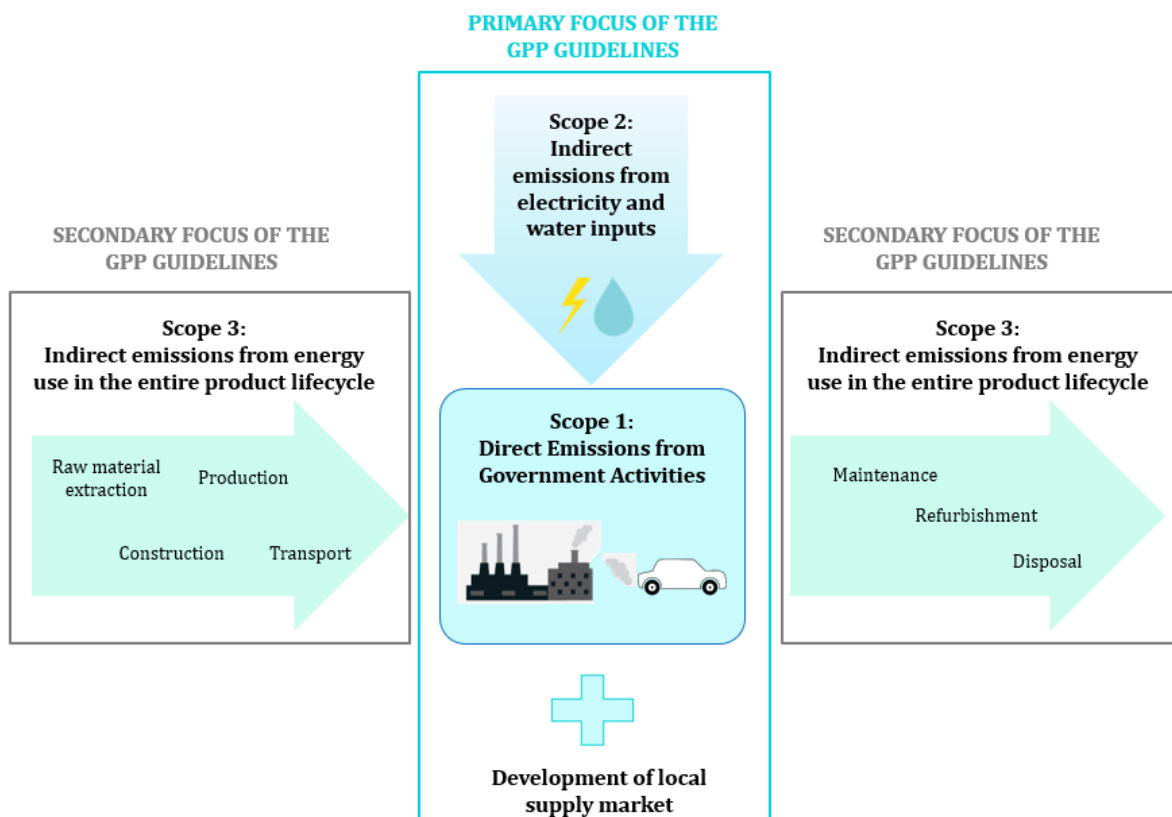 PRIMARY FOCUS OF THE
GPP GUIDELINES
Scope 2:
Indirect
emissions from
electricity and
water inputs
SECONDARY FOCUS OF THE
GPP GUIDELINES
Scope 3:
Indirect emissions from energy
use in the entire product lifecycle
Raw material
extraction
Production
Construction
Transport
Scope 1:
Direct Emissions from
Government Activities
Development of local
supply market
SECONDARY FOCUS OF THE
GPP GUIDELINES
Scope 3:
Indirect emissions from energy
use in the entire product lifecycle
Maintenance
Refurbishment
Disposal